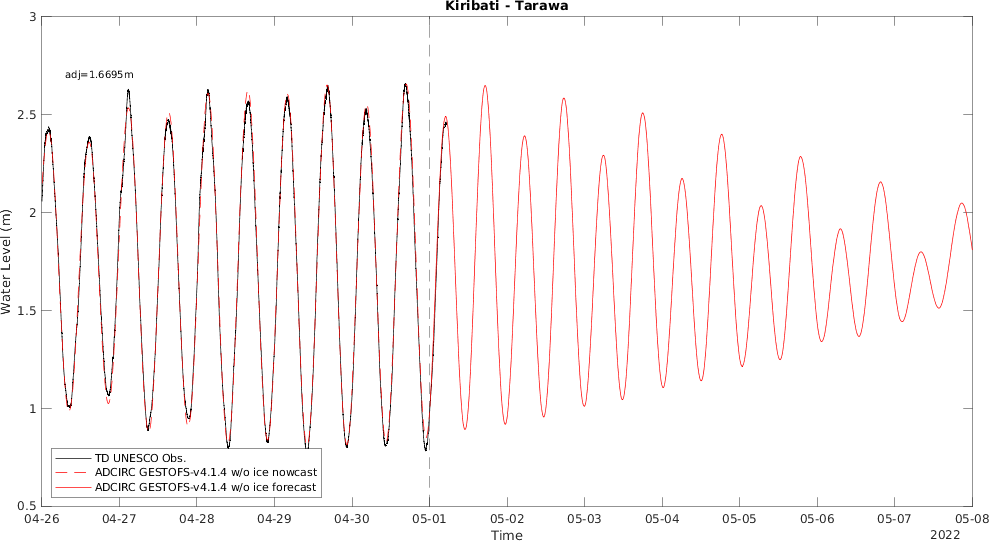 Kiribati - Tarawa
3
adj=1.6695m
2.5
2
Water Level (m)
1.5
1
TD UNESCO Obs.
ADCIRC GESTOFS-v4.1.4 w/o ice nowcast
ADCIRC GESTOFS-v4.1.4 w/o ice forecast
0.5
04-26 04-27 04-28 04-29 04-30 05-01 05-02 05-03 05-04 05-05 05-06 05-07 05-08
Time
2022